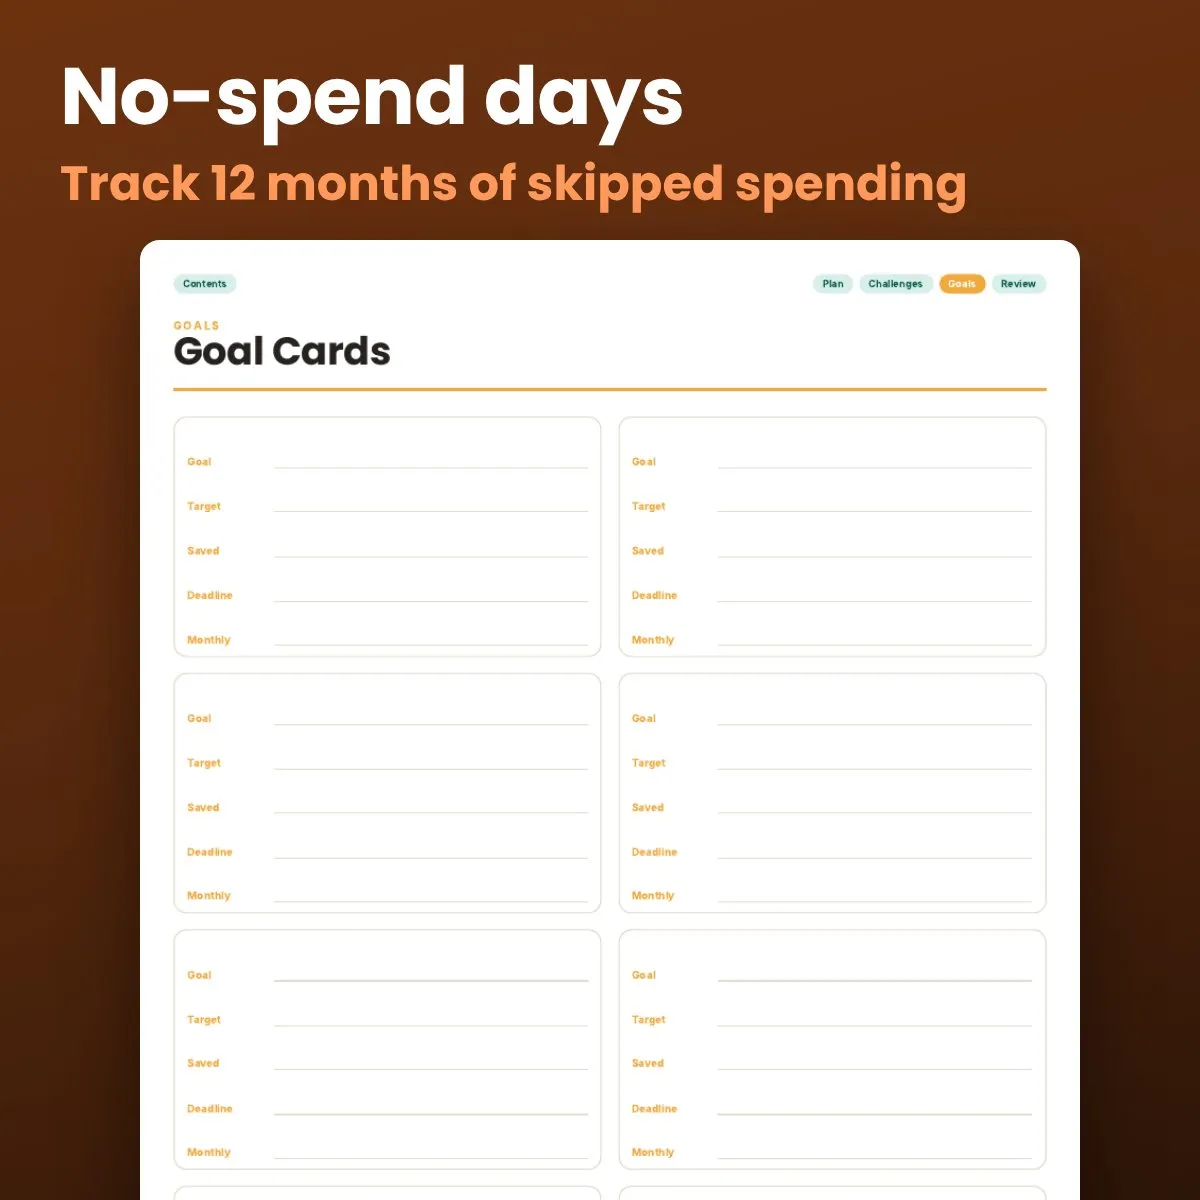 No-spend days
Track 12 months of skipped spending
Contents
Plan Challenges Goals Review
GOALS
Goal Cards
Goal
Target
Saved
Deadline
Monthly
Goal
Target
Saved
Deadline
Monthly
Goal
Target
Saved
Deadline
Monthly
Goal
Target
Saved
Deadline
Monthly
Goal
Target
Saved
Deadline
Monthly
Goal
Target
Saved
Deadline
Monthly